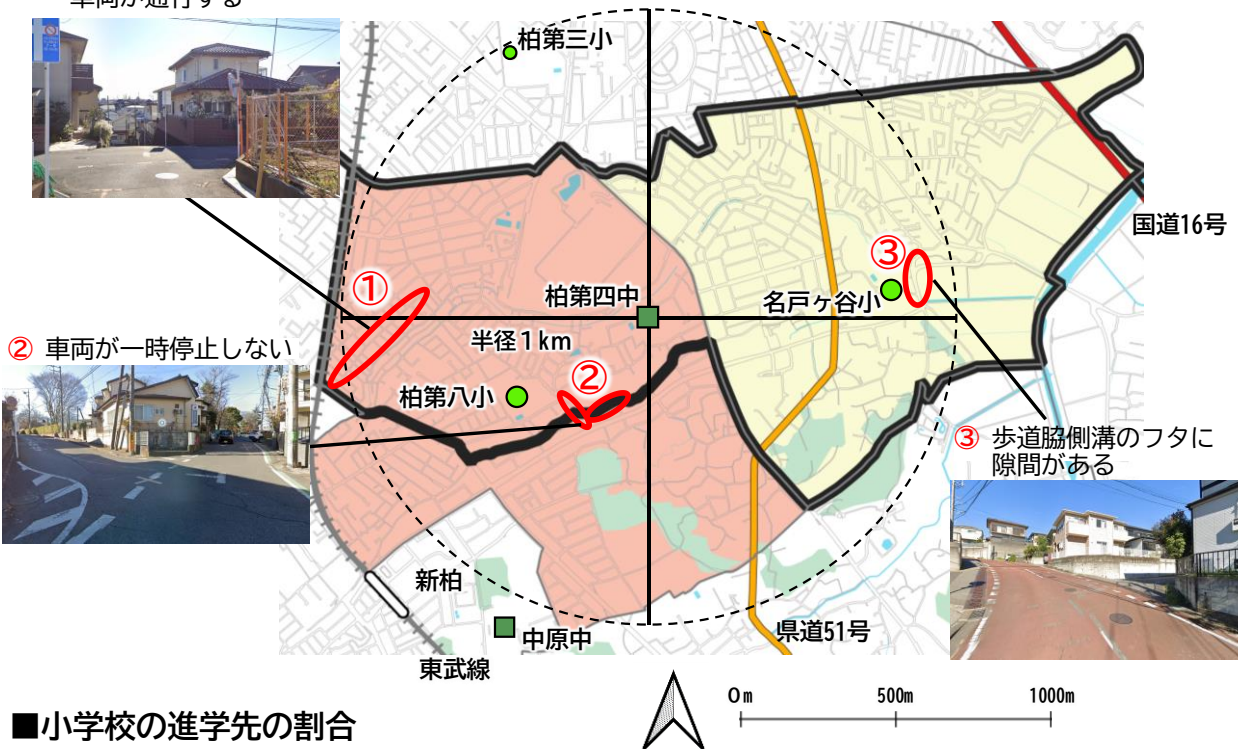 車両が通行する
柏第三小
国道16号
③
①
柏第四中
名戸ヶ谷小
半径1km
② 車両が一時停止しない
②
柏第八小
③ 歩道脇側溝のフタに
隙間がある
新柏
中原中
県道51号
東武線
0m 500m 1000m
■小学校の進学先の割合